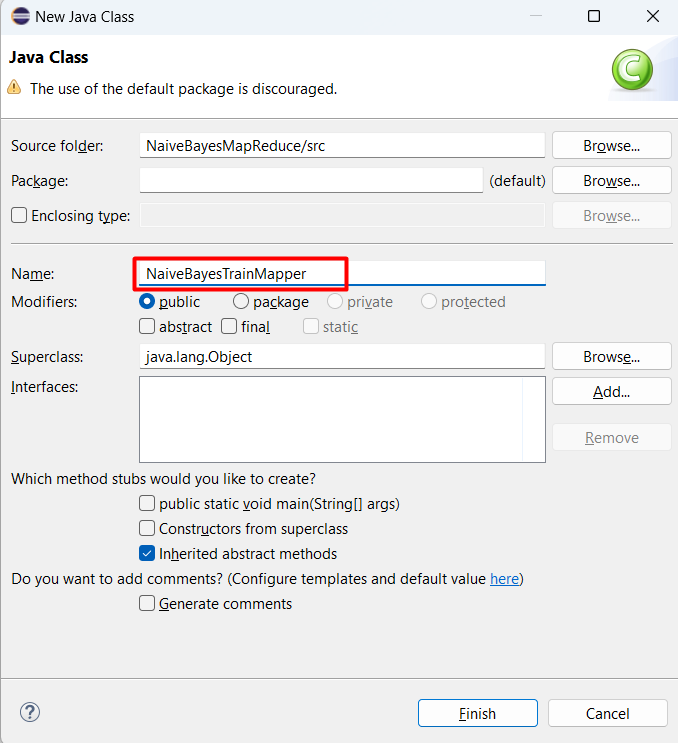 New Java Class
Java Class
The use of the default package is discouraged.
Source folder: NaiveBayesMapReduce/src Browse...
Package: (default) Browse...
Enclosing type: Browse...
Name: NaiveBayesTrainMapper
Modifiers: public package private protected
abstract final static
Superclass: java.lang.Object Browse...
Interfaces: Add...
Remove
Which method stubs would you like to create?
public static void main(String[] args)
Constructors from superclass
Inherited abstract methods
Do you want to add comments? (Configure templates and default value here)
Generate comments
? Finish Cancel